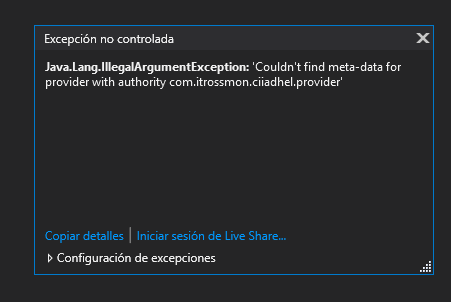 Excepción no controlada
Java.Lang.IllegalArgumentException: 'Couldn't find meta-data for
provider with authority com.itrossmon.ciiadhel.provider'
Copiar detalles | Iniciar sesión de Live Share...
Configuración de excepciones